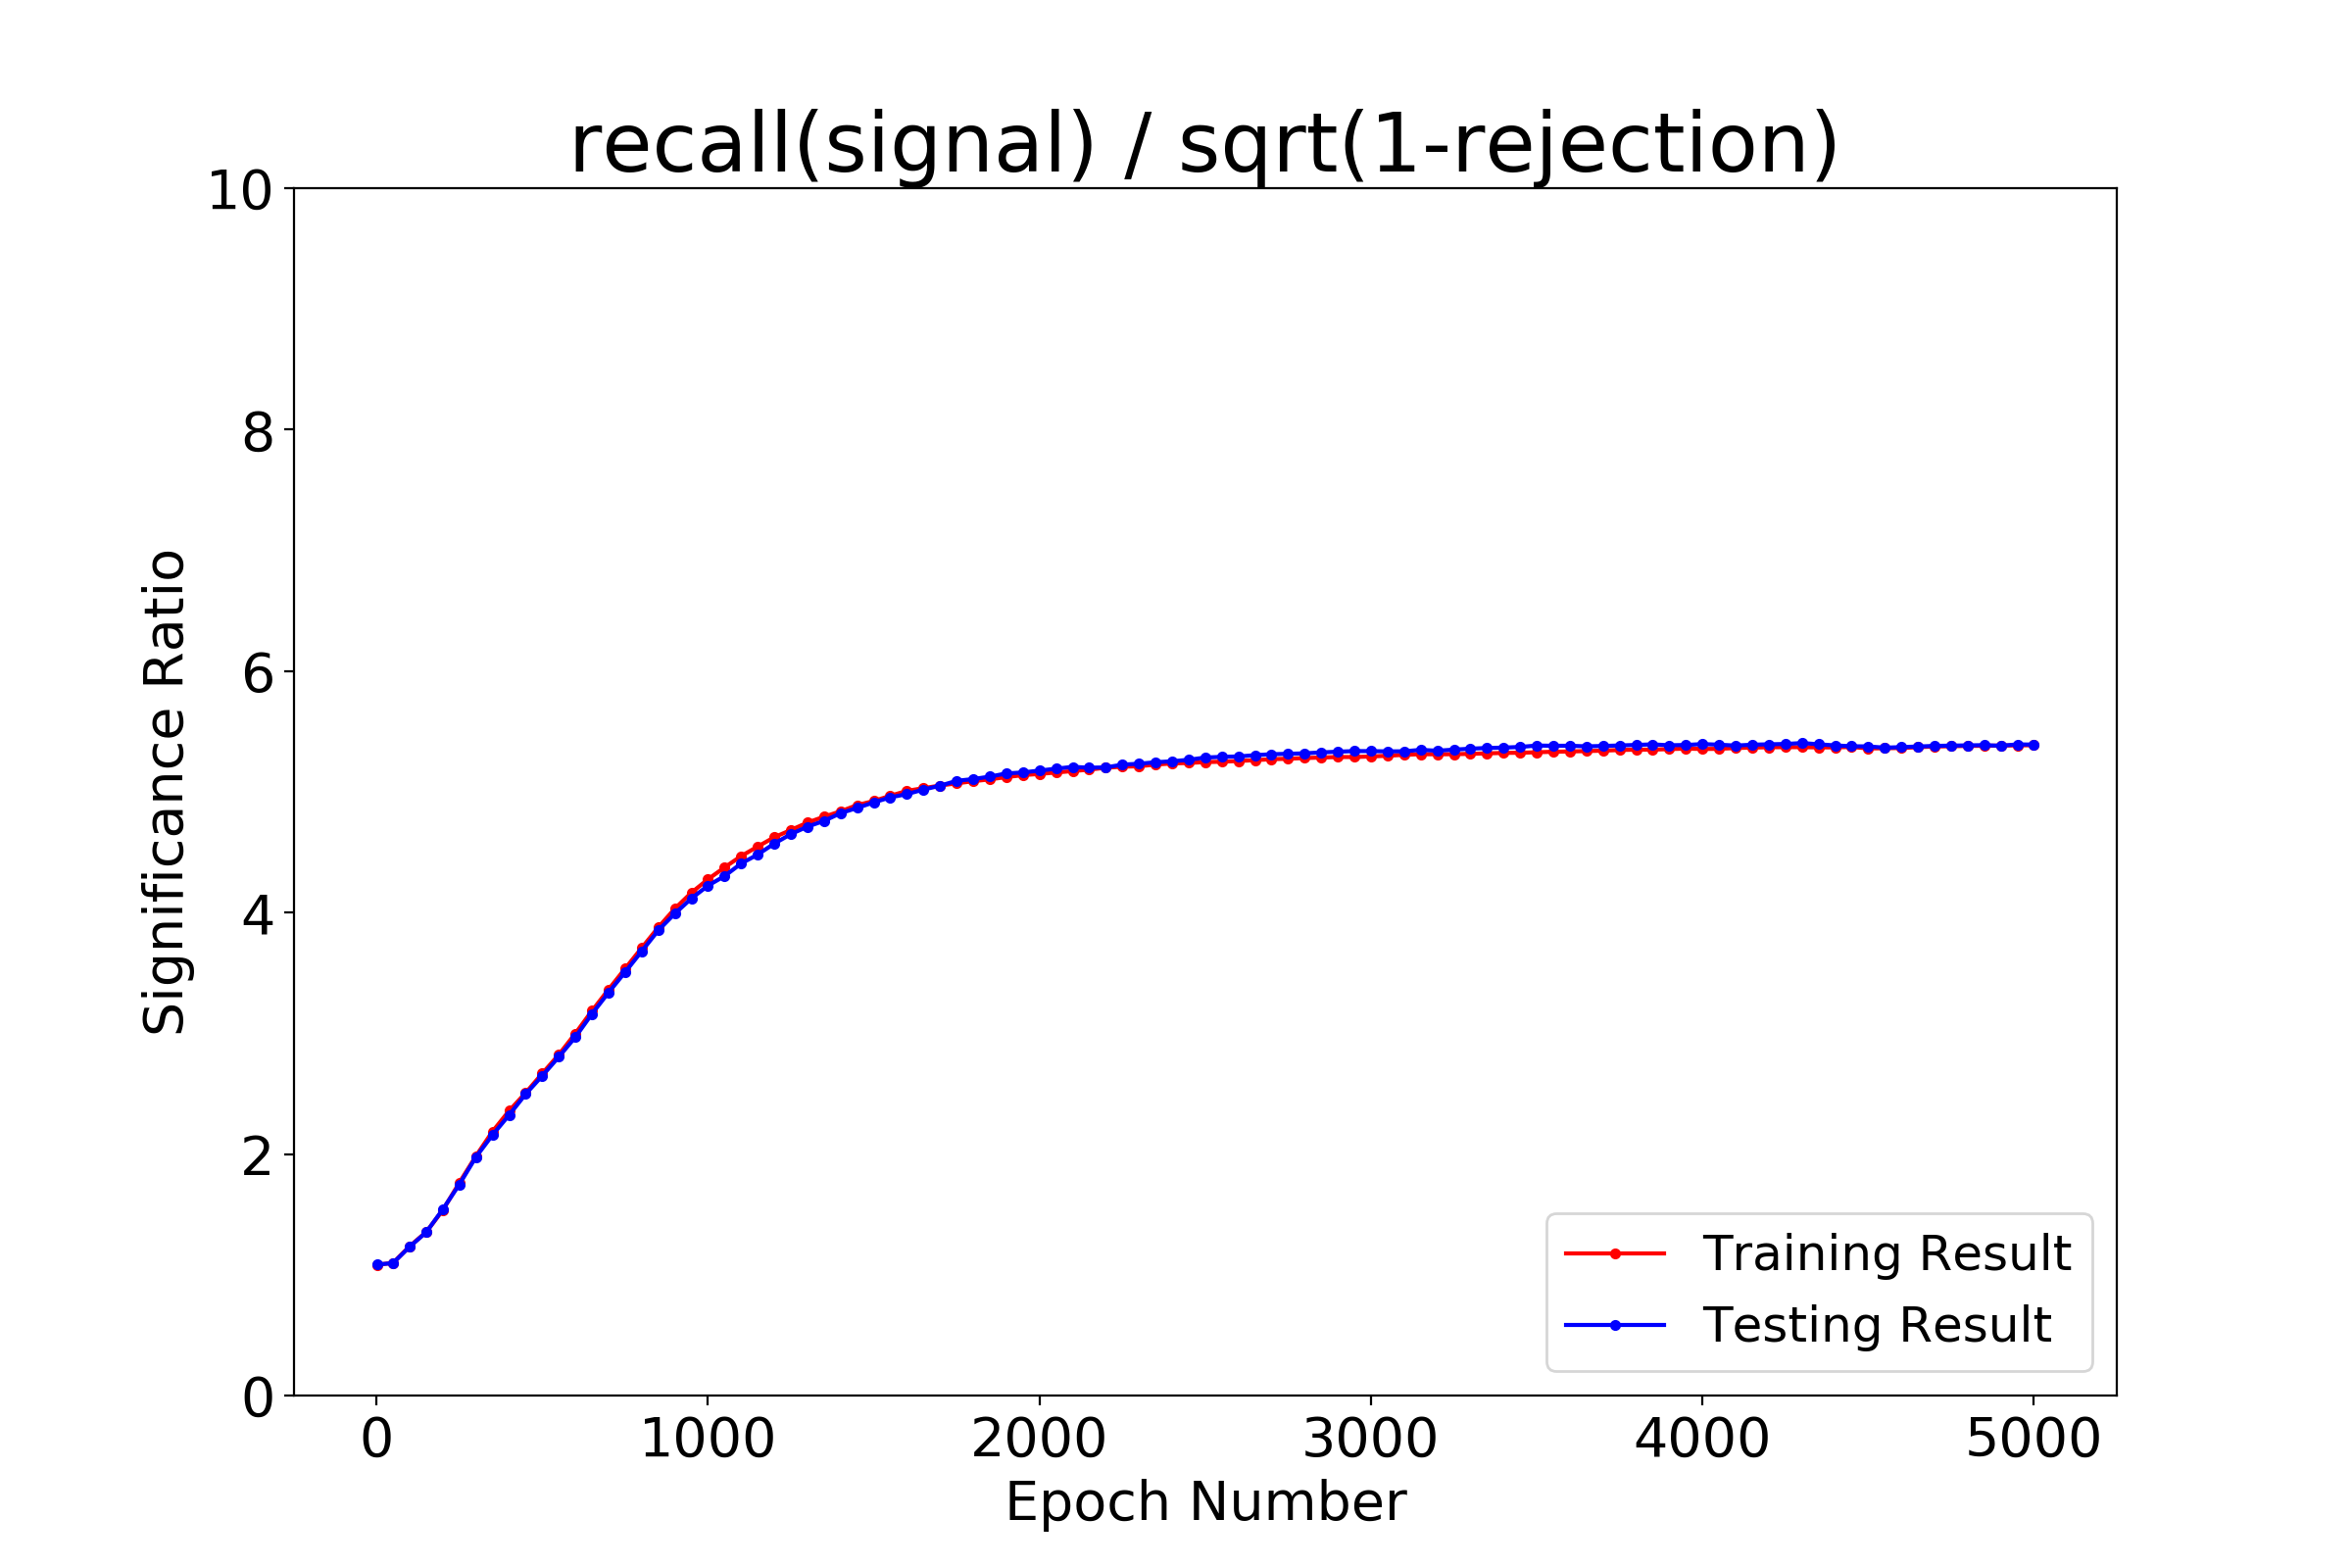 recall(signal) / sqrt(1-rejection)
10
8
6
4
2
0
Significance Ratio
0 1000 2000 3000 4000 5000
Epoch Number
Training Result
Testing Result